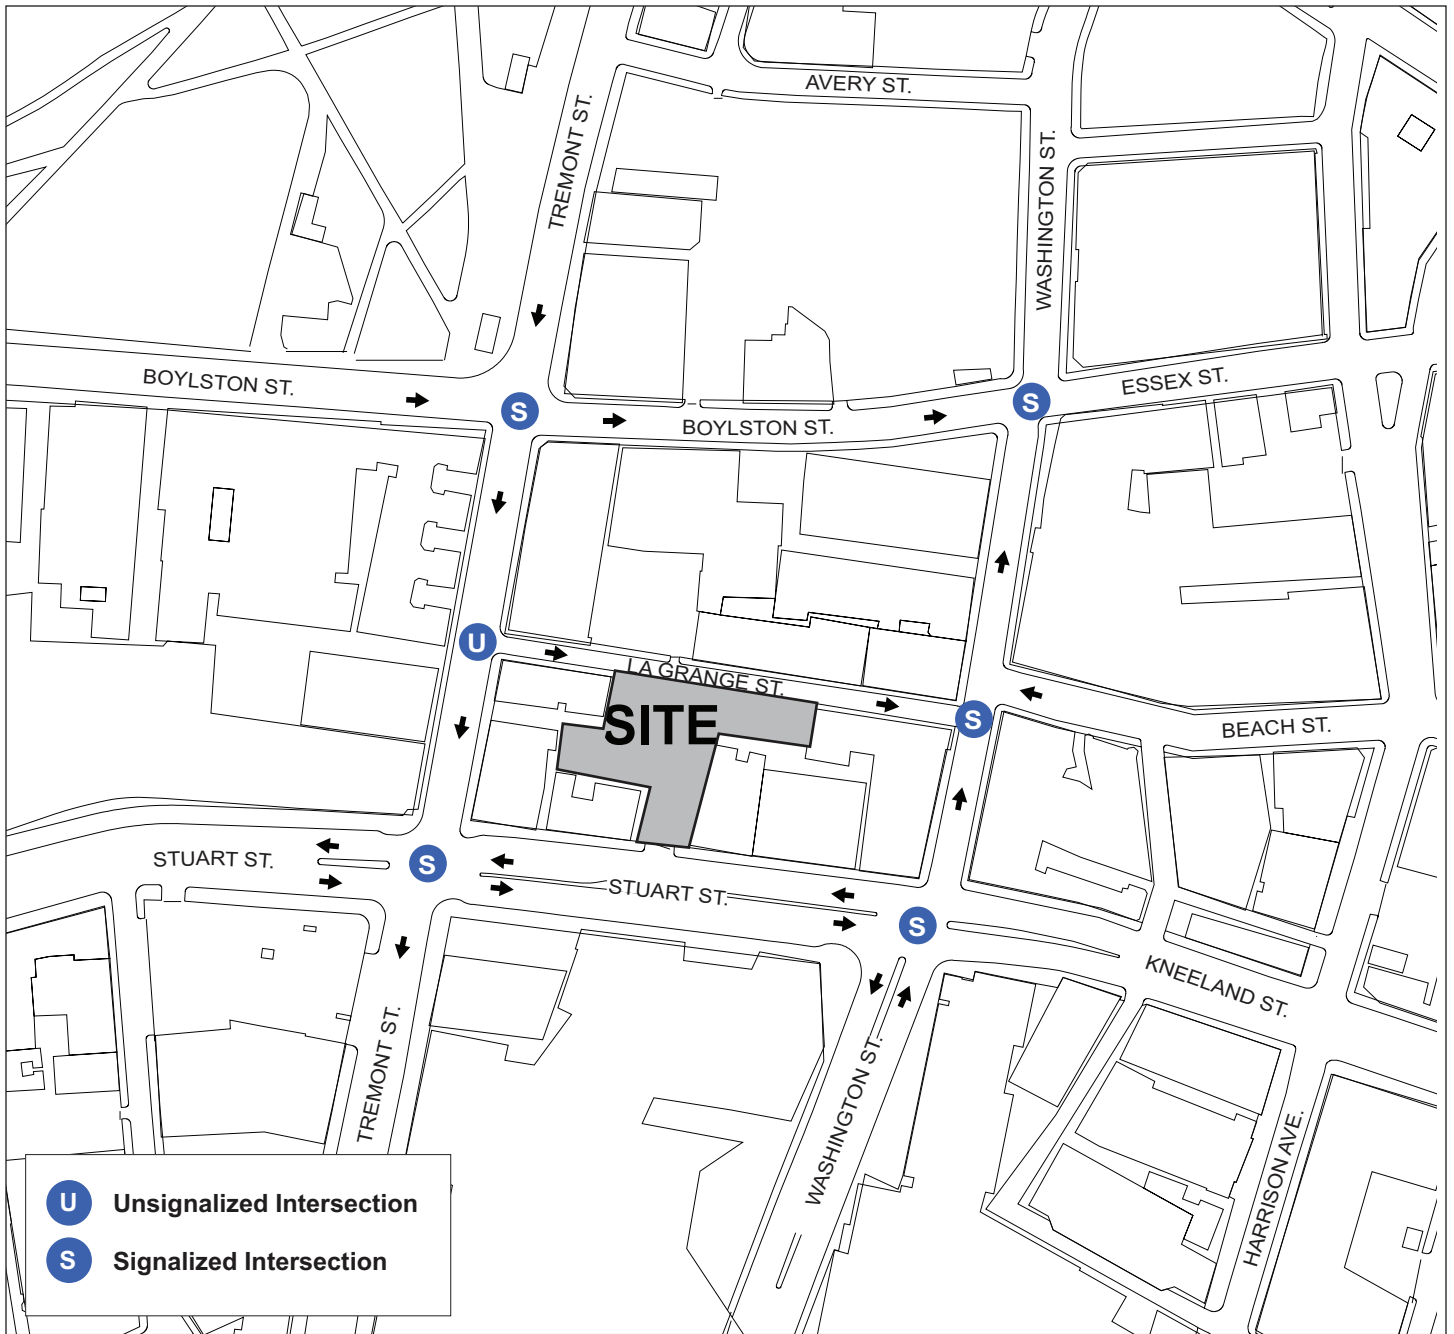 AVERY ST.
TREMONT ST.
WASHINGTON ST.
BOYLSTON ST.
ESSEX ST.
S
S
BOYLSTON ST.
U
LA GRANGE ST.
SITE
S
BEACH ST.
STUART ST.
S
STUART ST.
S
KNEELAND ST.
TREMONT ST.
WASHINGTON ST.
HARRISON AVE.
U Unsignalized Intersection
S Signalized Intersection